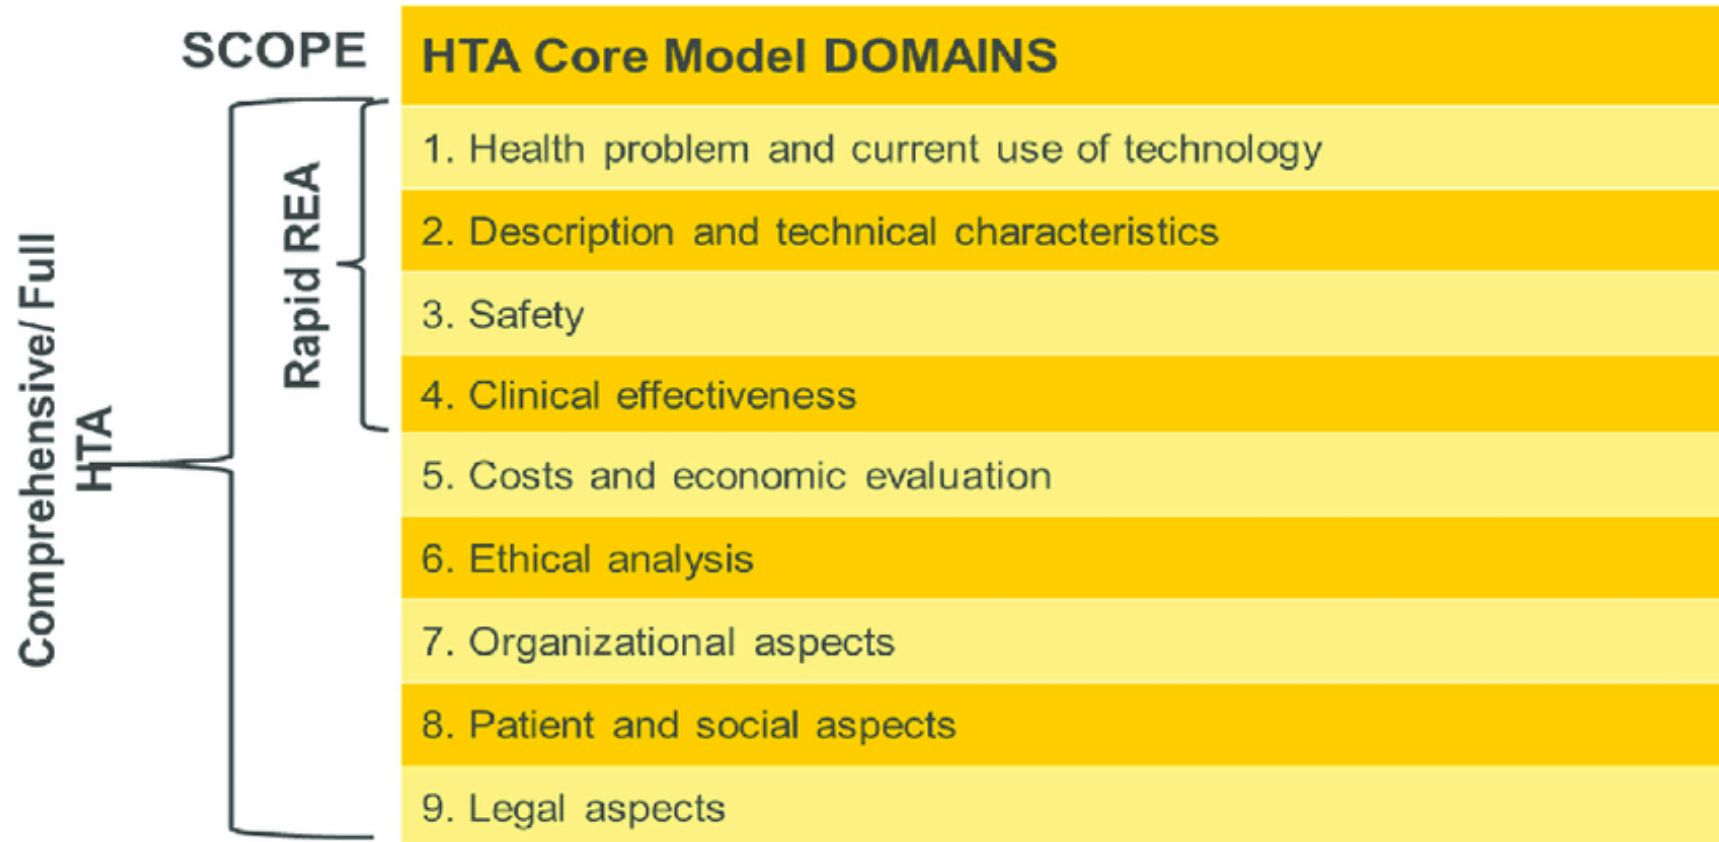 SCOPE
HTA Core Model DOMAINS
Comprehensive/ Full
HTA
Rapid REA
1. Health problem and current use of technology
2. Description and technical characteristics
3. Safety
4. Clinical effectiveness
5. Costs and economic evaluation
6. Ethical analysis
7. Organizational aspects
8. Patient and social aspects
9. Legal aspects